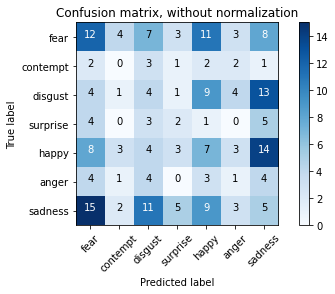 Confusion matrix, without normalization
True label
fear 12 4 7 3 11 3 8
contempt 2 0 3 1 2 2 1
disgust 4 1 4 1 9 4 13
surprise 4 0 3 2 1 0 5
happy 8 3 4 3 7 3 14
anger 4 1 4 0 3 1 4
sadness 15 2 11 5 9 3 5
fear contempt disgust surprise happy anger sadness
Predicted label
14
12
10
8
6
4
2
0